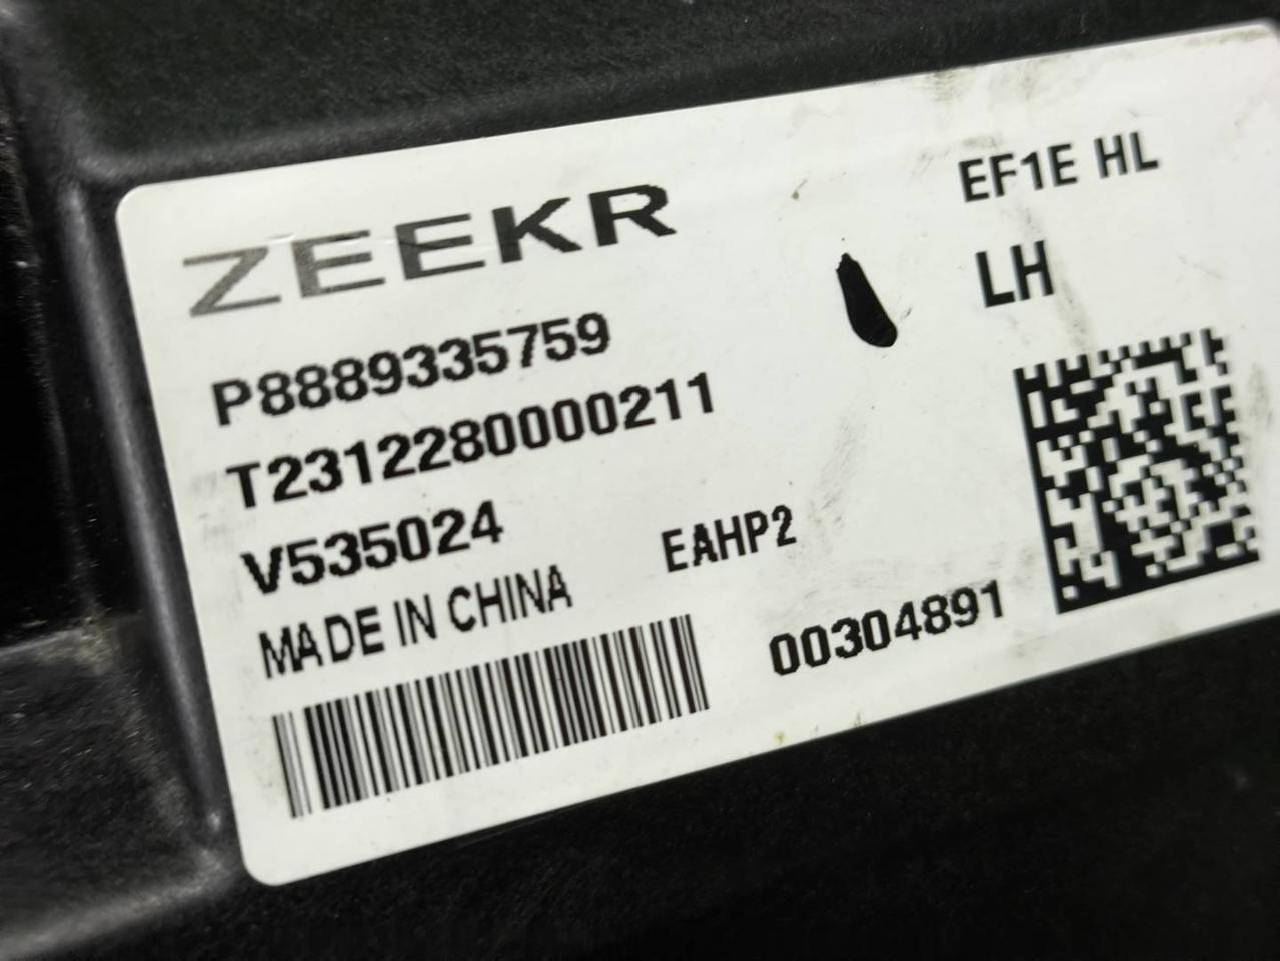 ZEEKR
EF1E HL
LH
P8889335759
T2312280000211
V535024
EAHP2
MADE IN CHINA
00304891